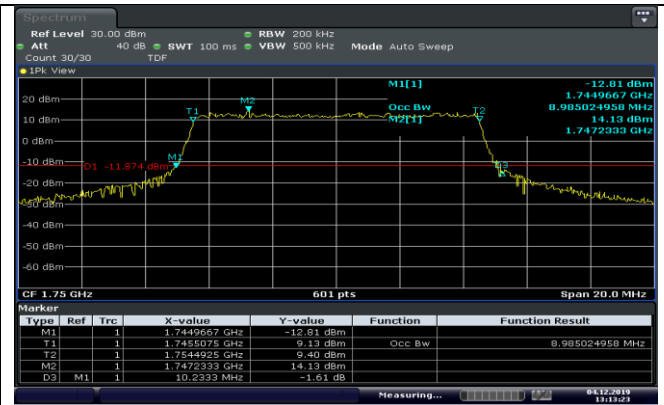 Spectrum
Ref Level 30.00 dBm RBW 200 kHz
Att 40 dB SWT 100 ms VBW 500 kHz Mode Auto Sweep
Count 30/30 TDF
1Pk View
M1[1] -12.81 dBm
1.7449667 GHz
Occ Bw 8.985024958 MHz
M2[1] 14.13 dBm
1.7472333 GHz
20 dBm
10 dBm
0 dBm
-10 dBm
-20 dBm
-30 dBm
-40 dBm
-50 dBm
-60 dBm
T1
M2
T2
M1
D1 -11.874 dBm
D3
CF 1.75 GHz 601 pts Span 20.0 MHz
Marker
Type Ref Trc X-value Y-value Function Function Result
M1 1 1.7449667 GHz -12.81 dBm
T1 1 1.7455075 GHz 9.13 dBm Occ Bw 8.985024958 MHz
T2 1 1.7544925 GHz 9.40 dBm
M2 1 1.7472333 GHz 14.13 dBm
D3 M1 1 10.2333 MHz -1.61 dB
Measuring... 04.12.2019
13:13:23